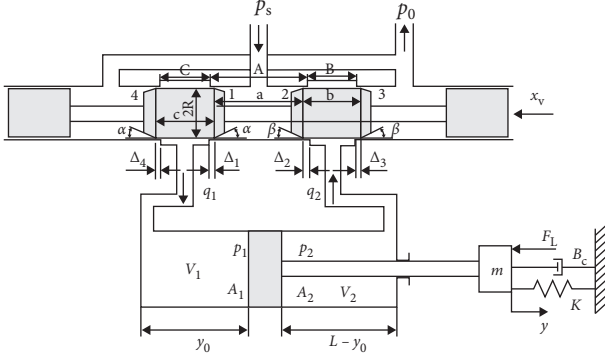 p_s p_0
C A B
4 1 a 2 b 3 x_v
c 2R
α α β β
Δ_4 Δ_1 Δ_2 Δ_3
q_1 q_2
p_1 p_2 F_L
V_1 m B_c
A_1 A_2 V_2 K
y
y_0 L – y_0